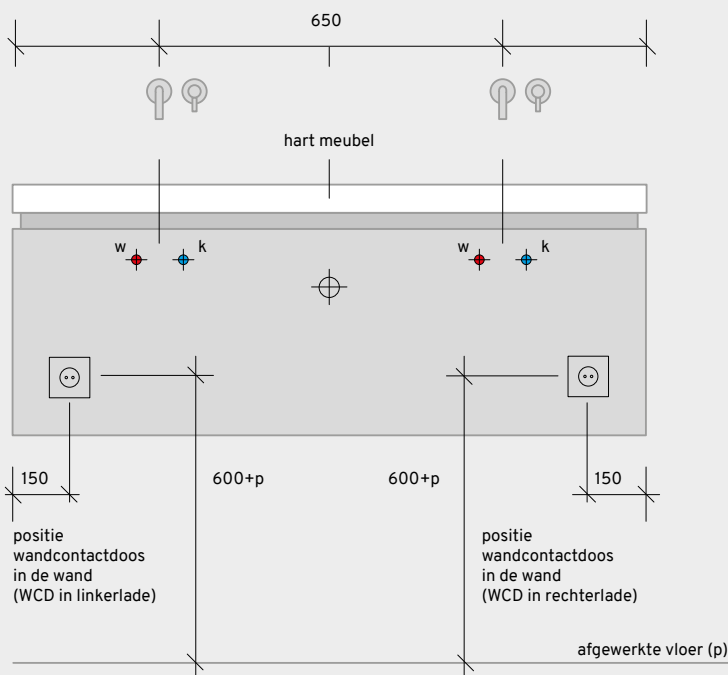 650
hart meubel
w k w k
150 600+p 600+p 150
positie
wandcontactdoos
in de wand
(WCD in linkerlade)
positie
wandcontactdoos
in de wand
(WCD in rechterlade)
afgewerkte vloer (p)